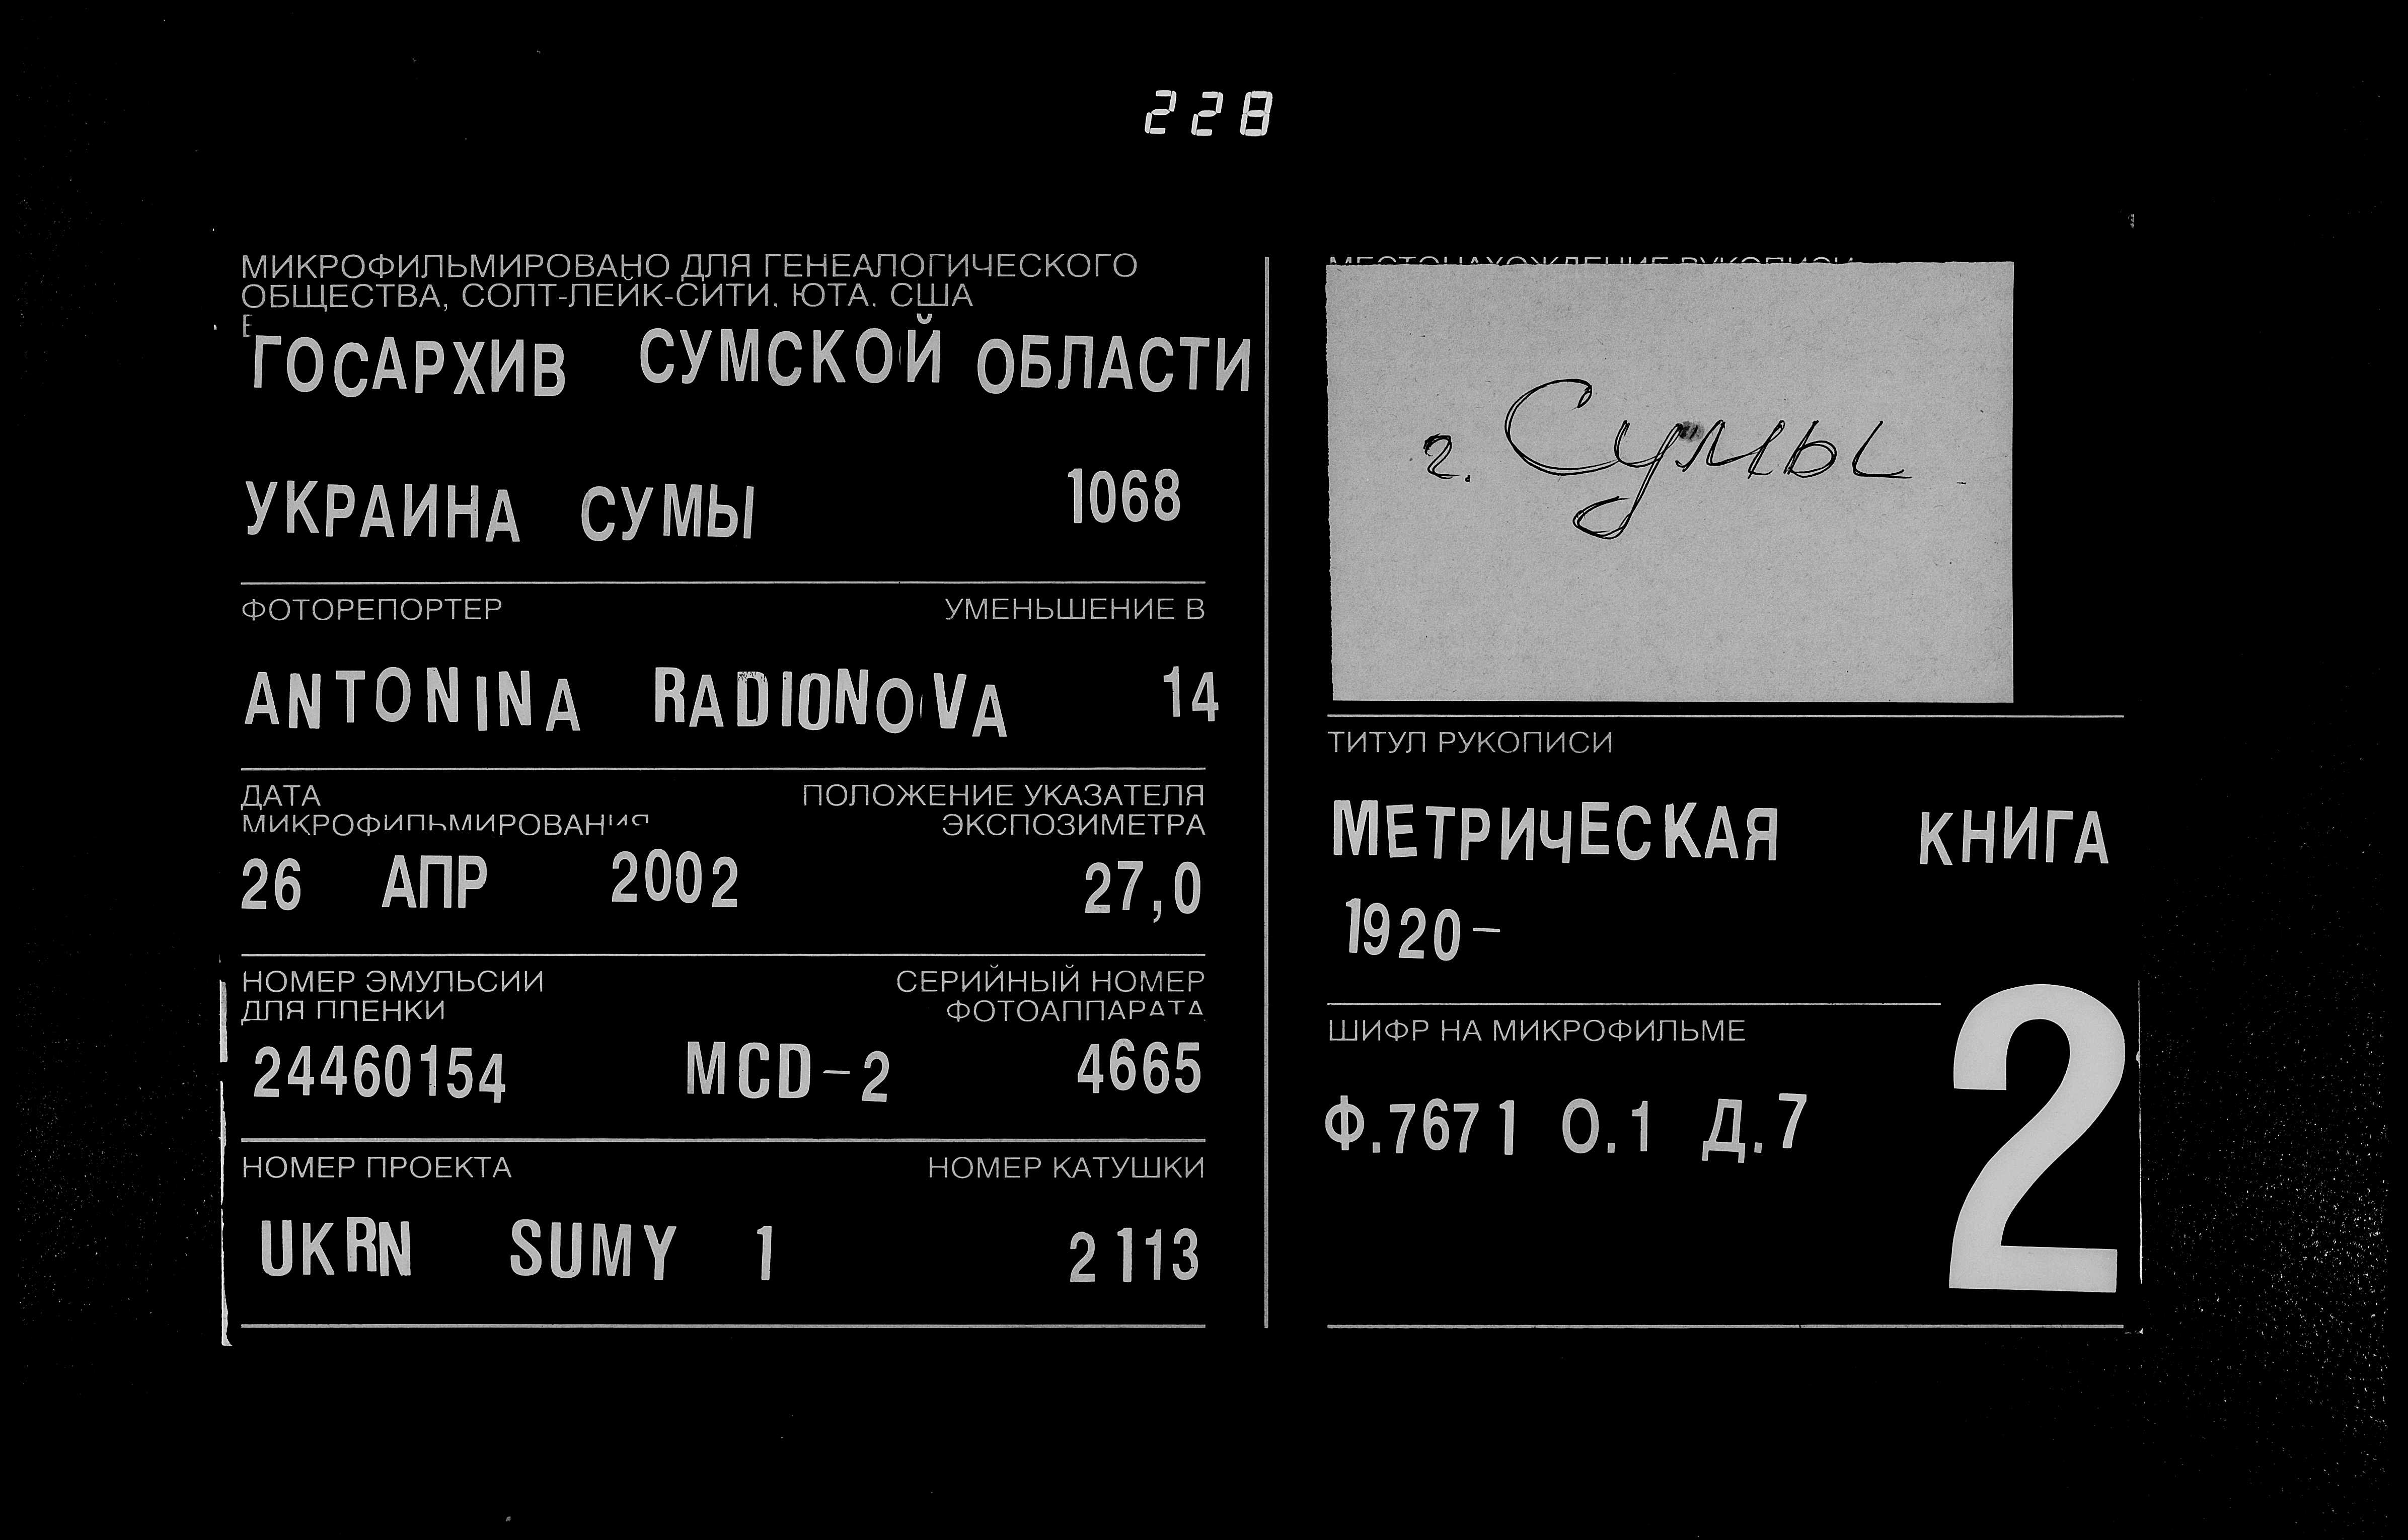 228
МИКРОФИЛЬМИРОВАНО ДЛЯ ГЕНЕАЛОГИЧЕСКОГО
ОБЩЕСТВА, СОЛТ-ЛЕЙК-СИТИ, ЮТА, США
ГОСАРХИВ СУМСКОЙ ОБЛАСТИ
УКРАИНА СУМЫ 1068
ФОТОРЕПОРТЕР УМЕНЬШЕНИЕ В
ANTONINA RADIONOVA 14
ДАТА ПОЛОЖЕНИЕ УКАЗАТЕЛЯ
МИКРОФИЛЬМИРОВАНИЯ ЭКСПОЗИМЕТРА
26 АПР 2002 27,0
НОМЕР ЭМУЛЬСИИ СЕРИЙНЫЙ НОМЕР
ДЛЯ ПЛЕНКИ ФОТОАППАРАТА
24460154 MCD-2 4665
НОМЕР ПРОЕКТА НОМЕР КАТУШКИ
UKRN SUMY 1 2113
МЕСТОНАХОЖДЕНИЕ РУКОПИСИ
г. Сумы
ТИТУЛ РУКОПИСИ
МЕТРИЧЕСКАЯ КНИГА
1920-
ШИФР НА МИКРОФИЛЬМЕ
Ф.7671 О.1 Д.7
2